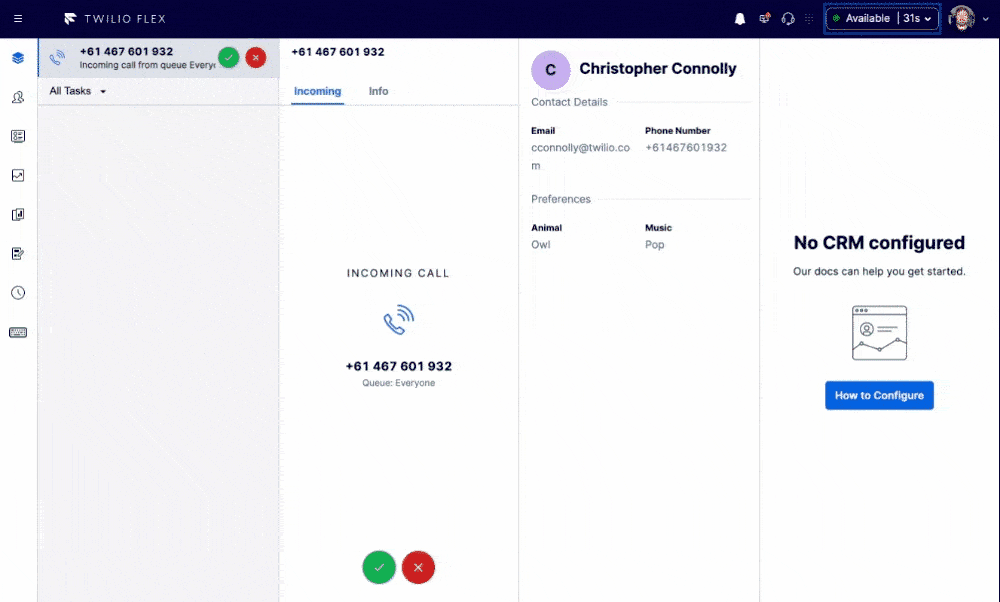 TWILIO FLEX
Available | 31s
+61 467 601 932
Incoming call from queue Every
All Tasks
+61 467 601 932
Incoming
Info
INCOMING CALL
+61 467 601 932
Queue: Everyone
C
Christopher Connolly
Contact Details
Email
Phone Number
cconnolly@twilio.co
m
+61467601932
Preferences
Animal
Music
Owl
Pop
No CRM configured
Our docs can help you get started.
How to Configure